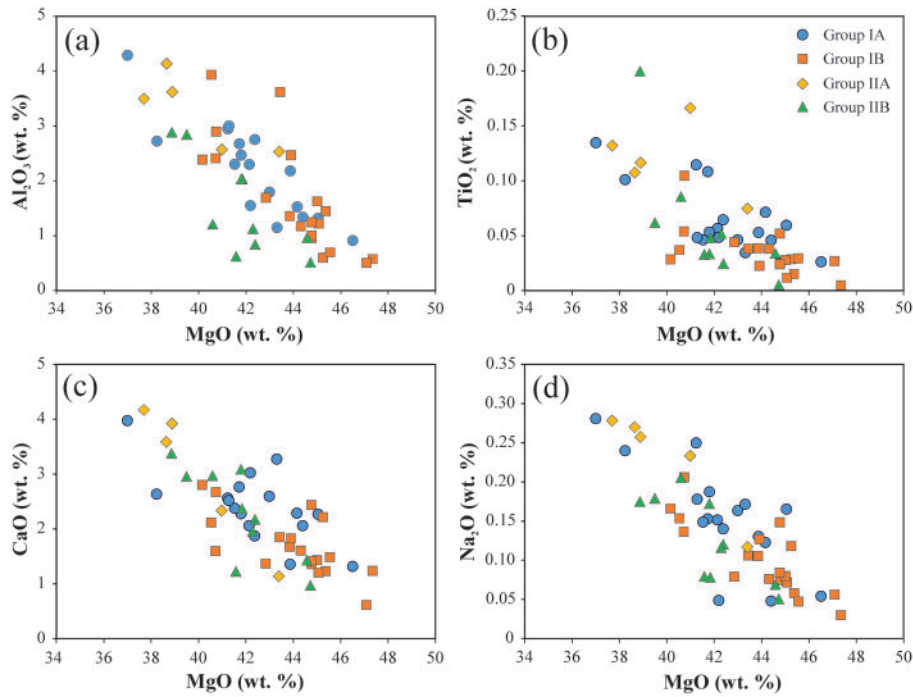 (a)
Al₂O₃ (wt. %)
5
4
3
2
1
0
34 36 38 40 42 44 46 48 50
MgO (wt. %)
(b)
Group IA
Group IB
Group IIA
Group IIB
TiO₂ (wt. %)
0.25
0.20
0.15
0.10
0.05
0.00
34 36 38 40 42 44 46 48 50
MgO (wt. %)
(c)
CaO (wt. %)
5
4
3
2
1
0
34 36 38 40 42 44 46 48 50
MgO (wt. %)
(d)
Na₂O (wt. %)
0.35
0.30
0.25
0.20
0.15
0.10
0.05
0.00
34 36 38 40 42 44 46 48 50
MgO (wt. %)